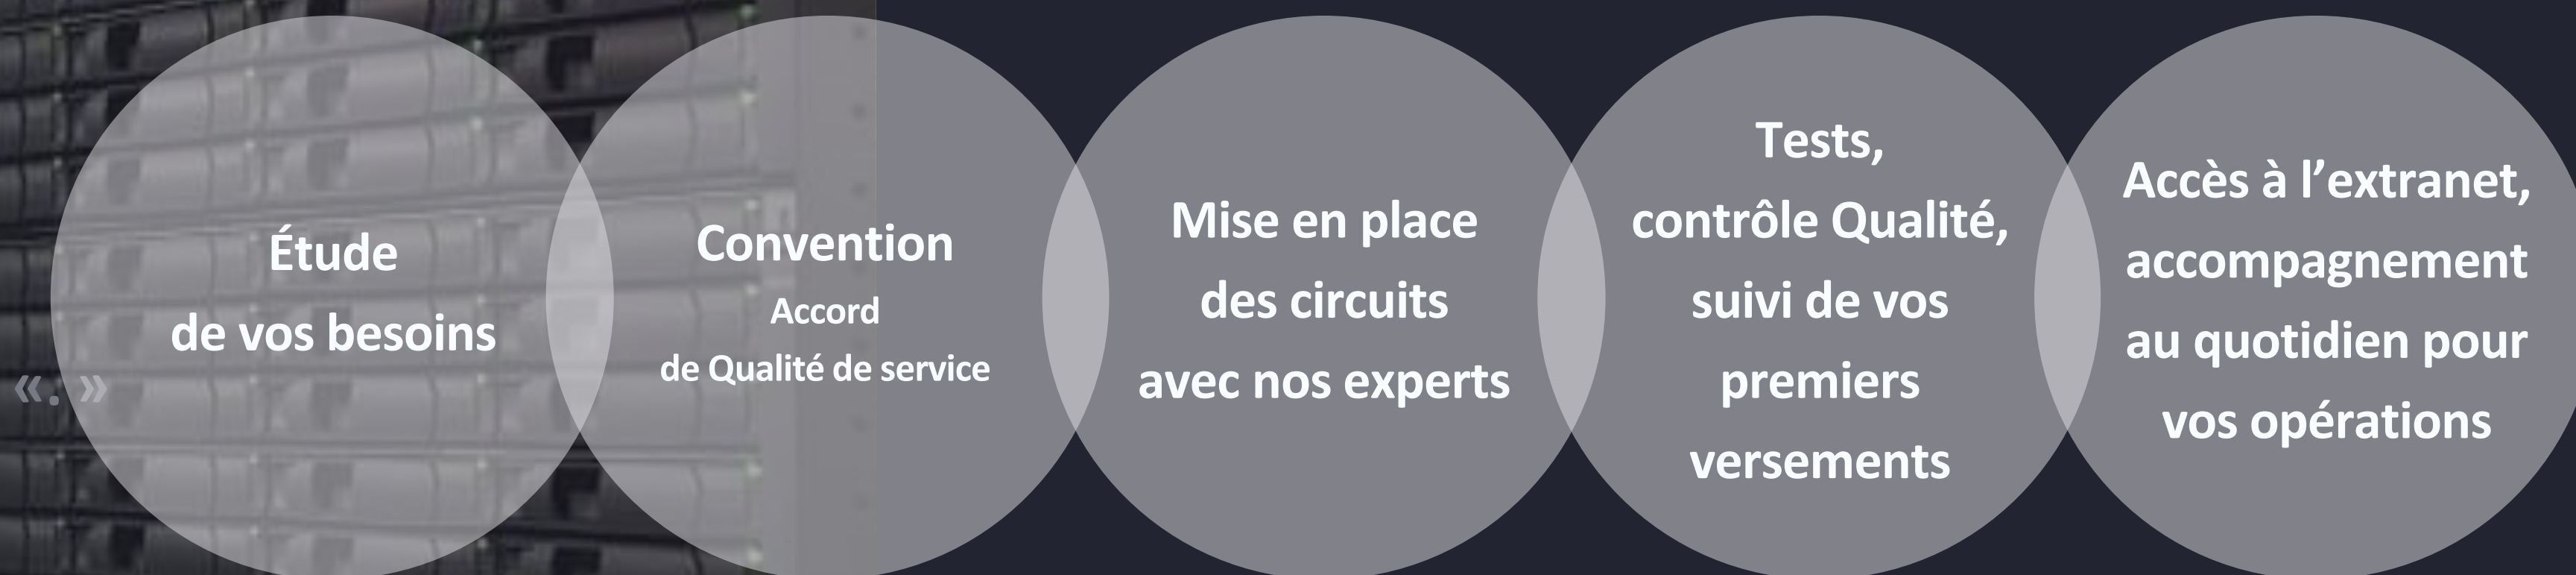 Étude
de vos besoins
«. »
Convention
Accord
de Qualité de service
Mise en place
des circuits
avec nos experts
Tests,
contrôle Qualité,
suivi de vos
premiers
versements
Accès à l’extranet,
accompagnement
au quotidien pour
vos opérations